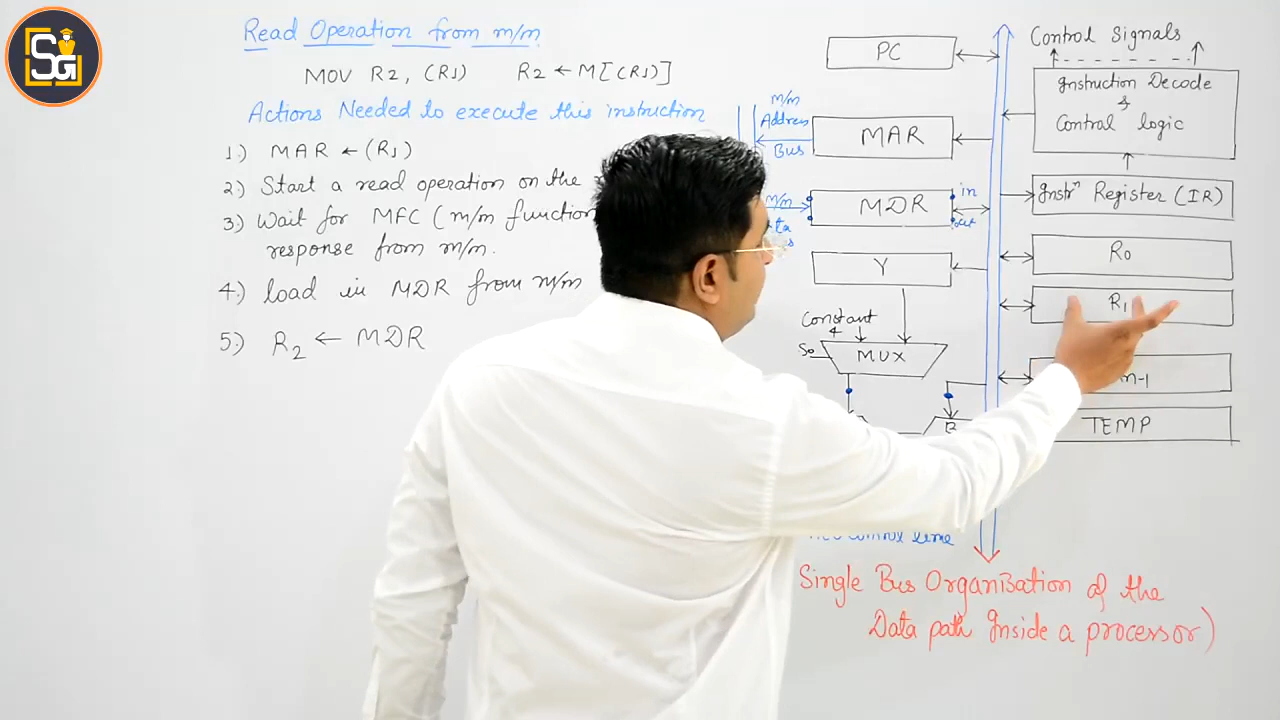 SG
Read Operation from m/m
MOV R2, (R1) R2 ← M[(R1)]
Actions Needed to execute this instruction
1.) MAR ← (R1)
2.) Start a read operation on the
3.) Wait for MFC (m/m function
response from m/m.
4.) load in MDR from m/m
5.) R2 ← MDR
PC
m/m
Address
Bus
MAR
m/m
MDR
in
out
Y
Constant
4
S0
MUX
B
Control Signals
Instruction Decode
&
Control logic
Instrn Register (IR)
R0
R1
n-1
TEMP
Single Bus Organisation of the
Data path Inside a processor)